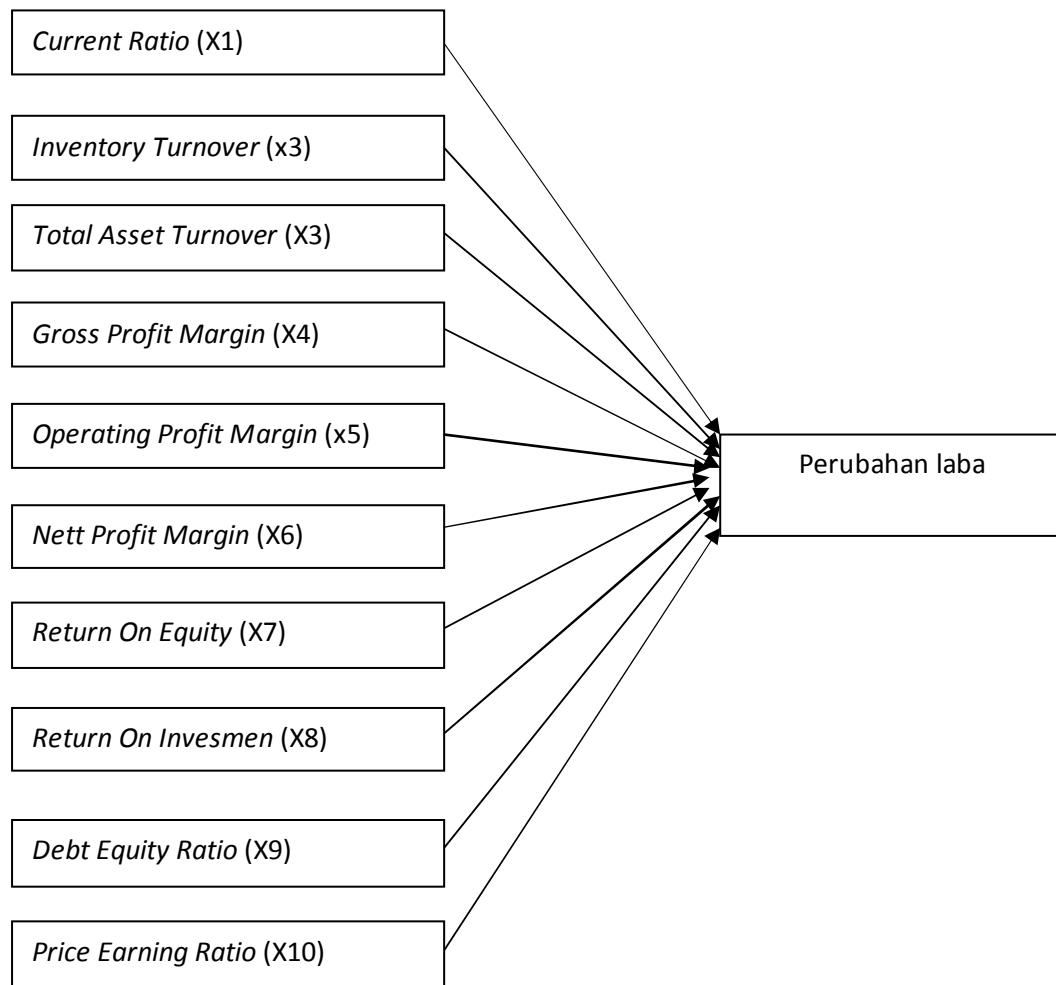 Current Ratio (X1)
Inventory Turnover (x3)
Total Asset Turnover (X3)
Gross Profit Margin (X4)
Operating Profit Margin (x5)
Perubahan laba
Nett Profit Margin (X6)
Return On Equity (X7)
Return On Invesmen (X8)
Debt Equity Ratio (X9)
Price Earning Ratio (X10)